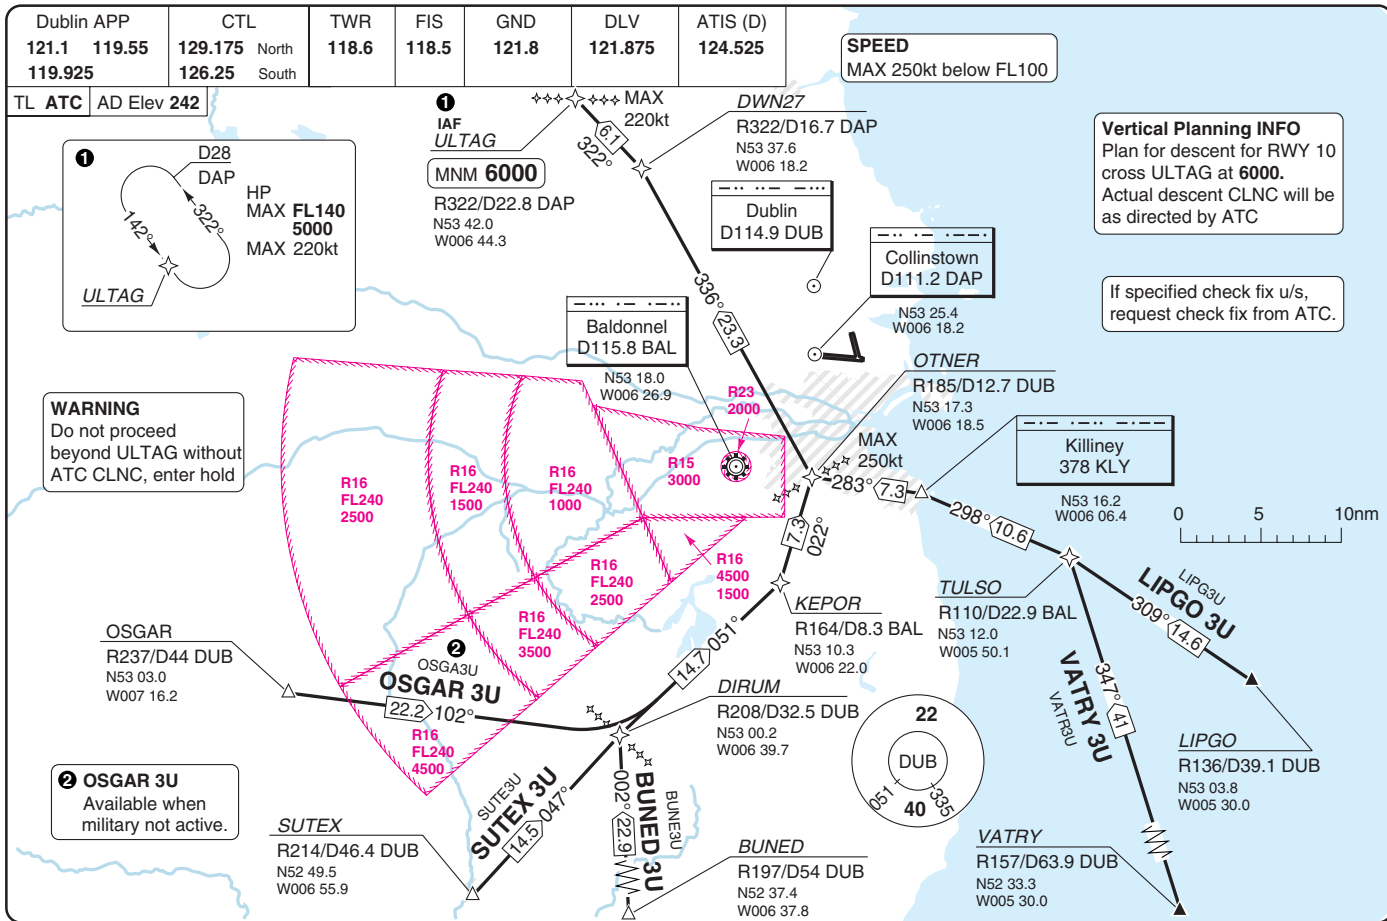 Dublin APP
121.1 119.55
119.925
CTL
129.175 North
126.25 South
TWR
118.6
FIS
118.5
GND
121.8
DLV
121.875
ATIS (D)
124.525
TL ATC
AD Elev 242
SPEED
MAX 250kt below FL100
Vertical Planning INFO
Plan for descent for RWY 10
cross ULTAG at 6000.
Actual descent CLNC will be
as directed by ATC
If specified check fix u/s,
request check fix from ATC.
1
D28
DAP
HP
MAX FL140
5000
MAX 220kt
142°
322°
ULTAG
1
IAF
ULTAG
MNM 6000
R322/D22.8 DAP
N53 42.0
W006 44.3
MAX
220kt
6.1
322°
DWN27
R322/D16.7 DAP
N53 37.6
W006 18.2
Dublin
D114.9 DUB
Collinstown
D111.2 DAP
N53 25.4
W006 18.2
336°
23.3
Baldonnel
D115.8 BAL
N53 18.0
W006 26.9
OTNER
R185/D12.7 DUB
N53 17.3
W006 18.5
MAX
250kt
Killiney
378 KLY
N53 16.2
W006 06.4
0 5 10nm
WARNING
Do not proceed
beyond ULTAG without
ATC CLNC, enter hold
R23
2000
R15
3000
R16
FL240
2500
R16
FL240
1500
R16
FL240
1000
R16
FL240
2500
R16
4500
1500
R16
FL240
3500
R16
FL240
4500
283°
7.3
298°
10.6
7.3
022°
TULSO
R110/D22.9 BAL
N53 12.0
W005 50.1
LIPG3U
LIPGO 3U
309°
14.6
KEPOR
R164/D8.3 BAL
N53 10.3
W006 22.0
OSGAR
R237/D44 DUB
N53 03.0
W007 16.2
2
OSGA3U
OSGAR 3U
22.2
102°
14.7
051°
DIRUM
R208/D32.5 DUB
N53 00.2
W006 39.7
22
DUB
051
335
40
347°
41
VATRY 3U
VATR3U
LIPGO
R136/D39.1 DUB
N53 03.8
W005 30.0
2 OSGAR 3U
Available when
military not active.
SUTE3U
SUTEX 3U
14.5
047°
002°
22.9
BUNED 3U
BUNE3U
SUTEX
R214/D46.4 DUB
N52 49.5
W006 55.9
BUNED
R197/D54 DUB
N52 37.4
W006 37.8
VATRY
R157/D63.9 DUB
N52 33.3
W005 30.0